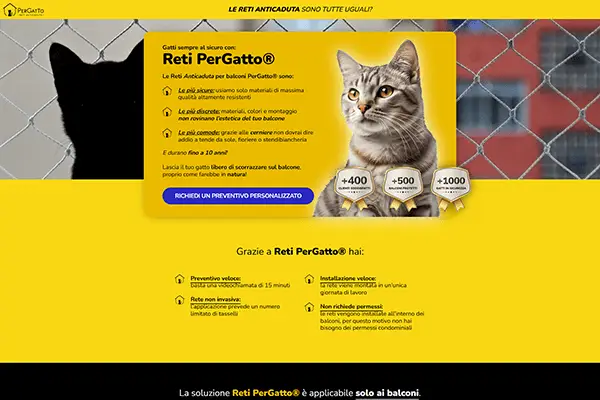 PERGATTO
LE RETI ANTICADUTA SONO TUTTE UGUALI?
Gatti sempre al sicuro con:
Reti PerGatto®
Le Reti Anticaduta per balconi PerGatto® sono:
Le più sicure: usiamo solo materiali di massima
qualità altamente resistenti
Le più discrete: materiali, colori e montaggio
non rovinano l'estetica del tuo balcone
Le più comode: grazie alle cerniere non dovrai dire
addio a tende da sole, fioriere o stendibiancheria
E durano fino a 10 anni!
Lascia il tuo gatto libero di scorrazzare sul balcone,
proprio come farebbe in natura!
RICHIEDI UN PREVENTIVO PERSONALIZZATO
+400
CLIENTI SODDISFATTI
+500
BALCONI PROTETTI
+1000
GATTI IN SICUREZZA
Grazie a Reti PerGatto® hai:
Preventivo veloce:
basta una videochiamata di 15 minuti
Rete non invasiva:
l'applicazione prevede un numero
limitato di tasselli
Installazione veloce:
la rete viene montata in un'unica
giornata di lavoro
Non richiede permessi:
le reti vengono installate all'interno dei
balconi, per questo motivo non hai
bisogno dei permessi condominiali
La soluzione Reti PerGatto® è applicabile solo ai balconi.